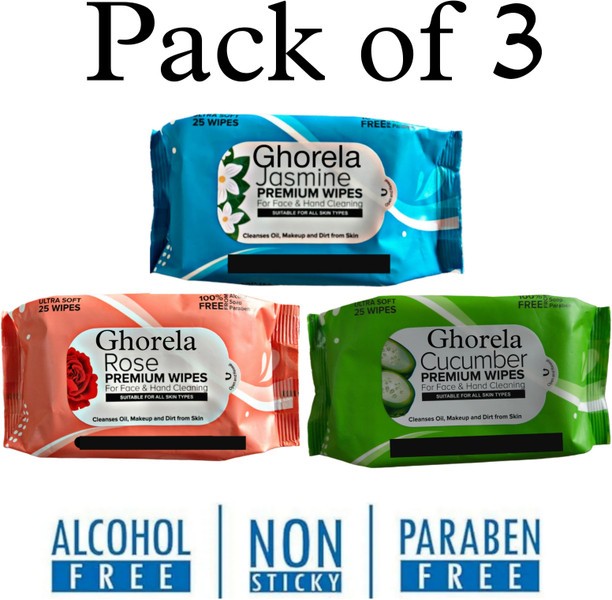 Pack of 3
ULTRA SOFT
25 WIPES
FREE
Ghorela
Jasmine
PREMIUM WIPES
For Face & Hand Cleaning
SUITABLE FOR ALL SKIN TYPES
Cleanses Oil, Makeup and Dirt from Skin
ULTRA SOFT
25 WIPES
100%
FREE
Ghorela
Rose
PREMIUM WIPES
For Face & Hand Cleaning
SUITABLE FOR ALL SKIN TYPES
Cleanses Oil, Makeup and Dirt from Skin
ULTRA SOFT
25 WIPES
100%
FREE
Ghorela
Cucumber
PREMIUM WIPES
For Face & Hand Cleaning
SUITABLE FOR ALL SKIN TYPES
Cleanses Oil, Makeup and Dirt from Skin
ALCOHOL
FREE
NON
STICKY
PARABEN
FREE